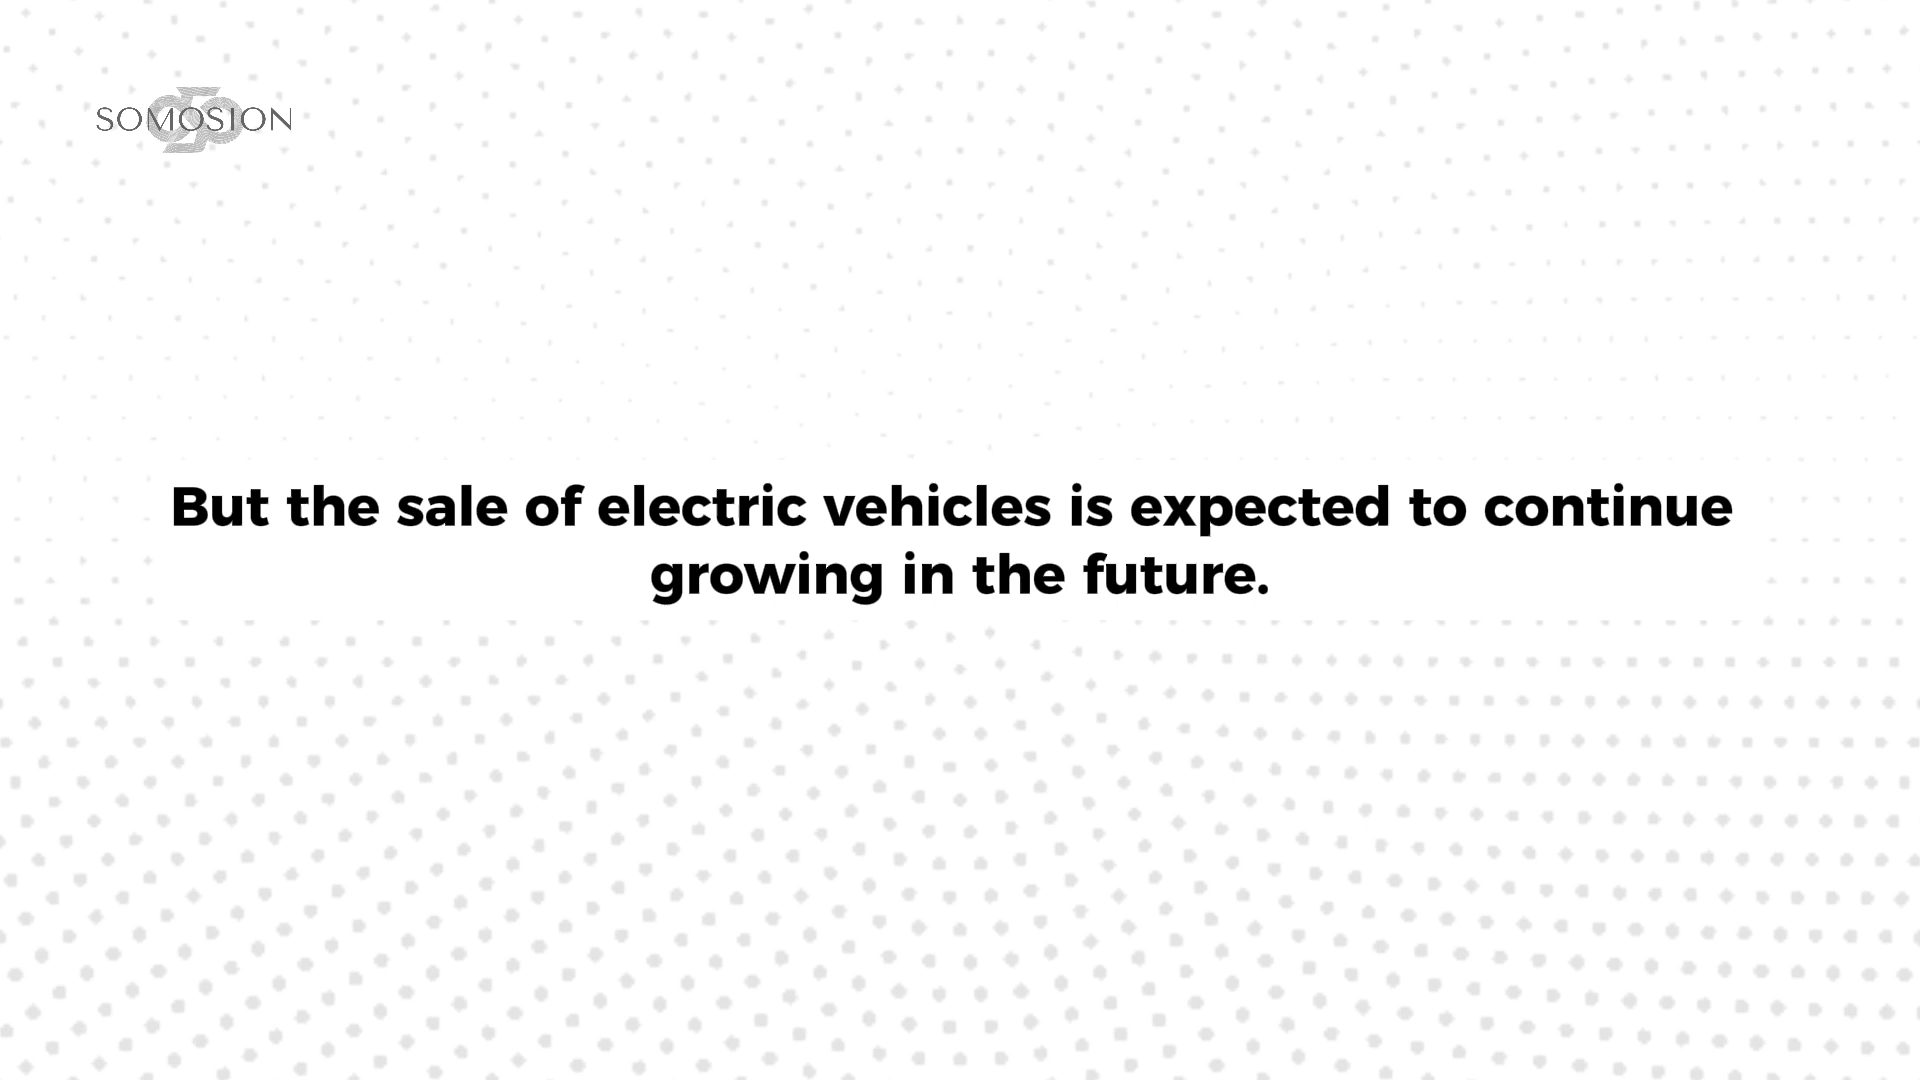 SOMOSION
But the sale of electric vehicles is expected to continue
growing in the future.